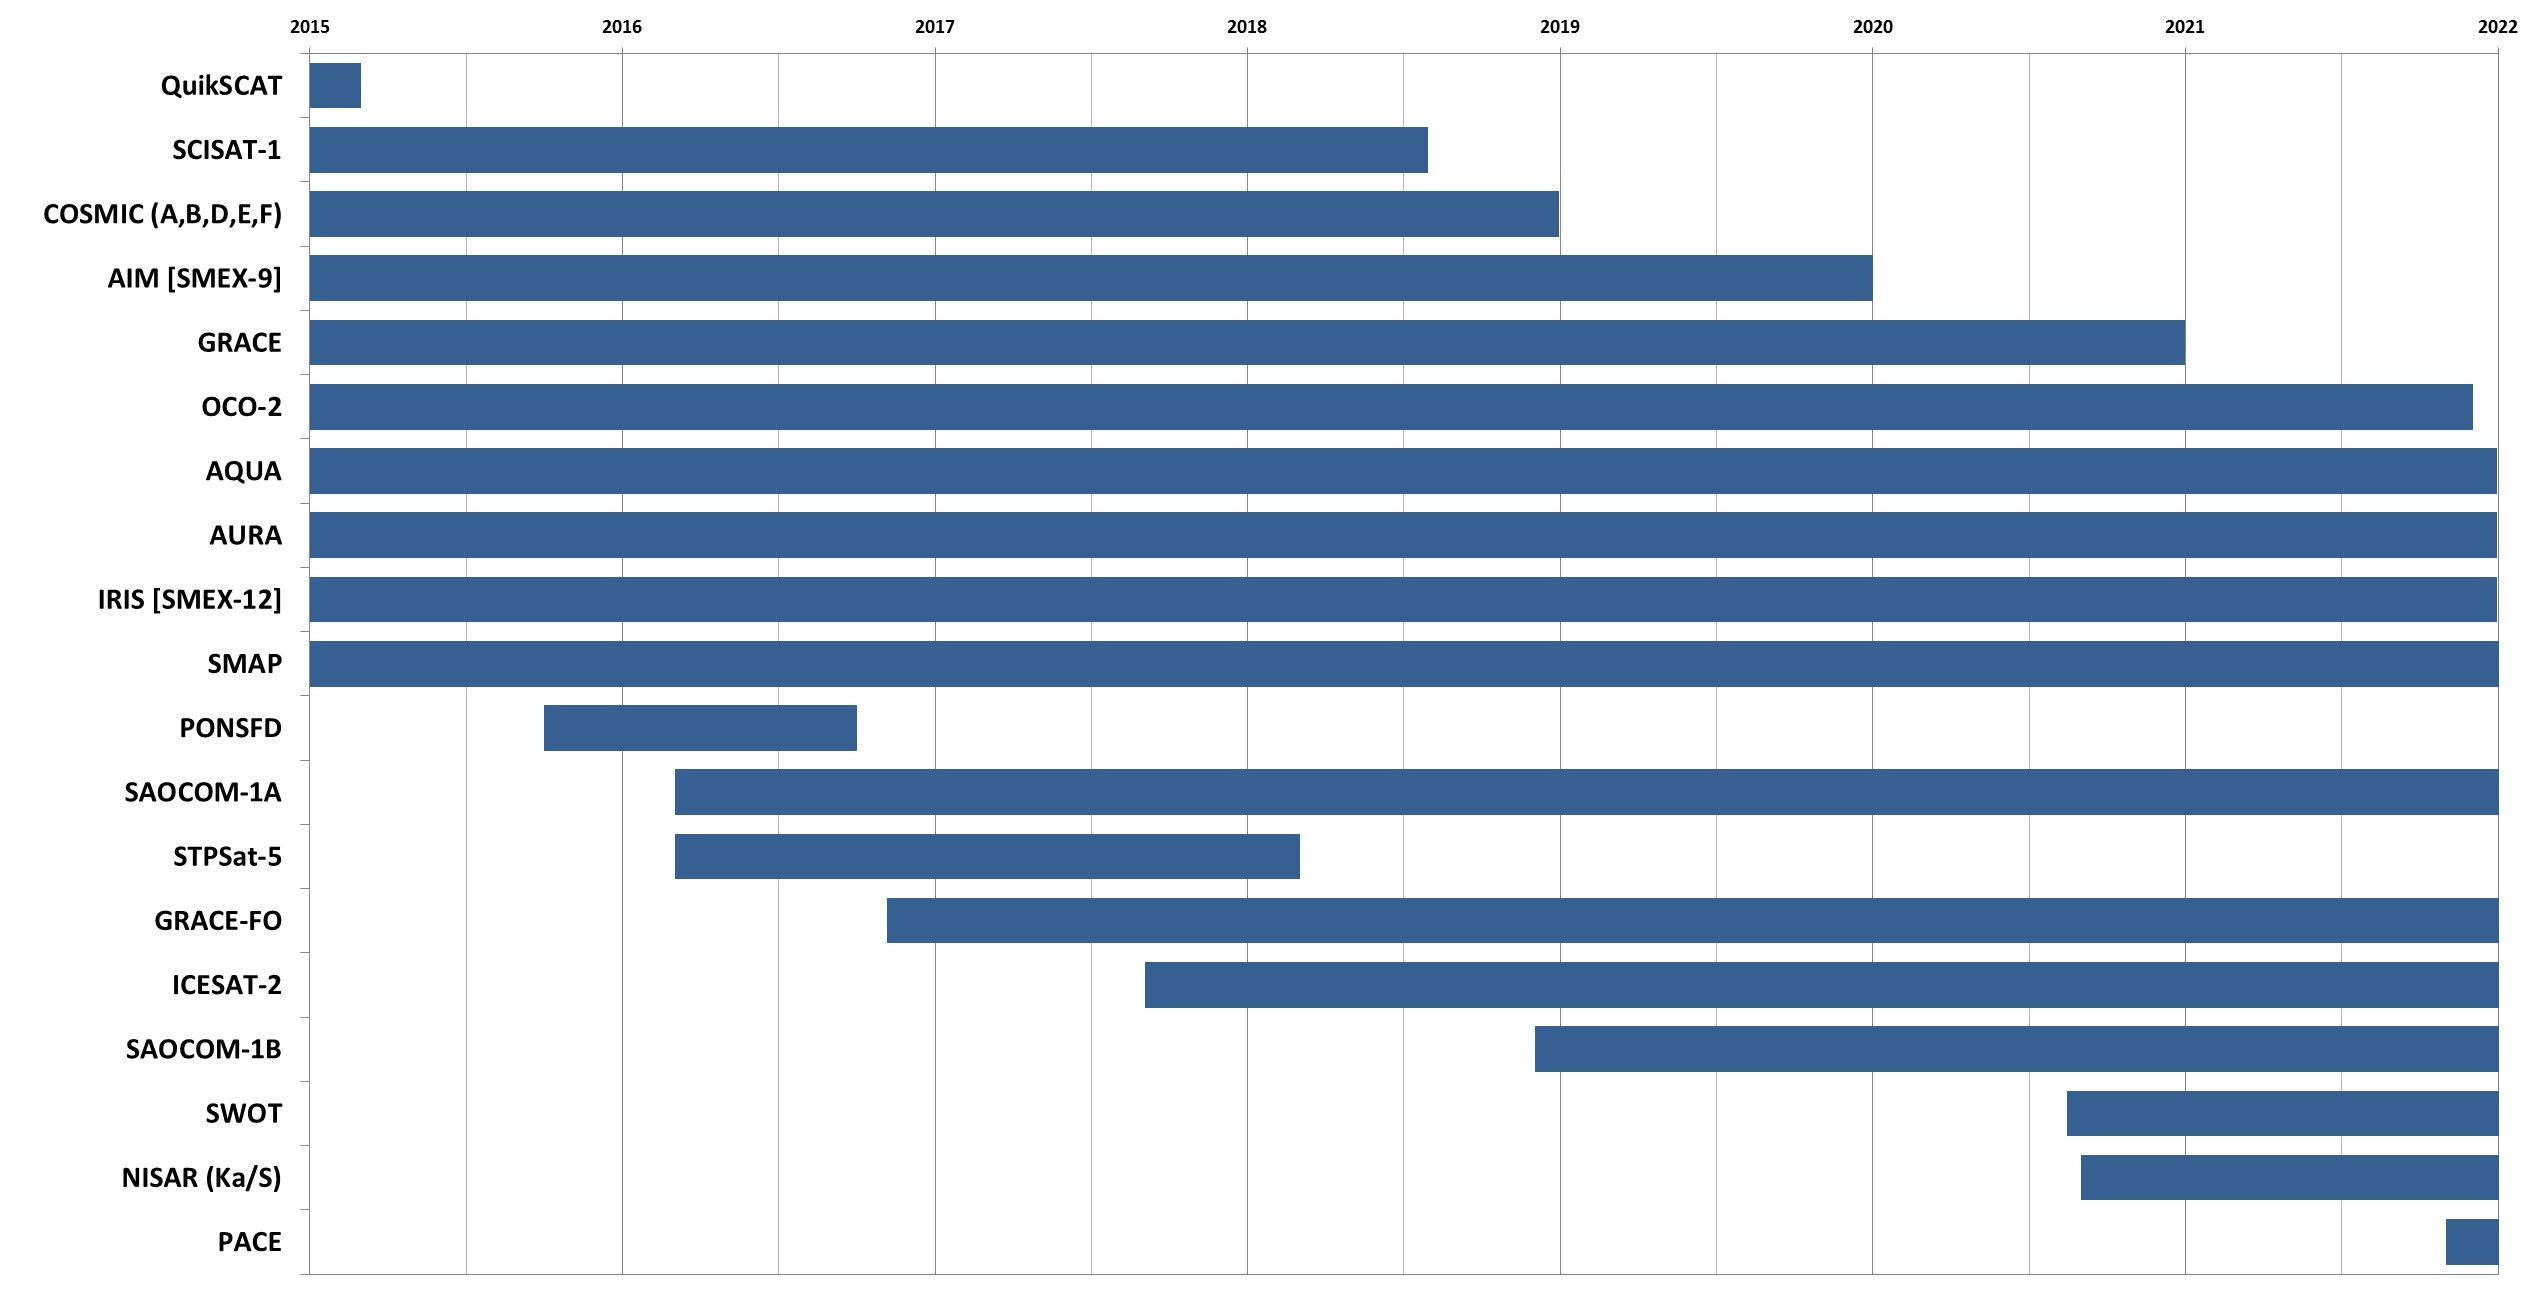 2015 2016 2017 2018 2019 2020 2021 2022
QuikSCAT
SCISAT-1
COSMIC (A,B,D,E,F)
AIM [SMEX-9]
GRACE
OCO-2
AQUA
AURA
IRIS [SMEX-12]
SMAP
PONSFD
SAOCOM-1A
STPSat-5
GRACE-FO
ICESAT-2
SAOCOM-1B
SWOT
NISAR (Ka/S)
PACE